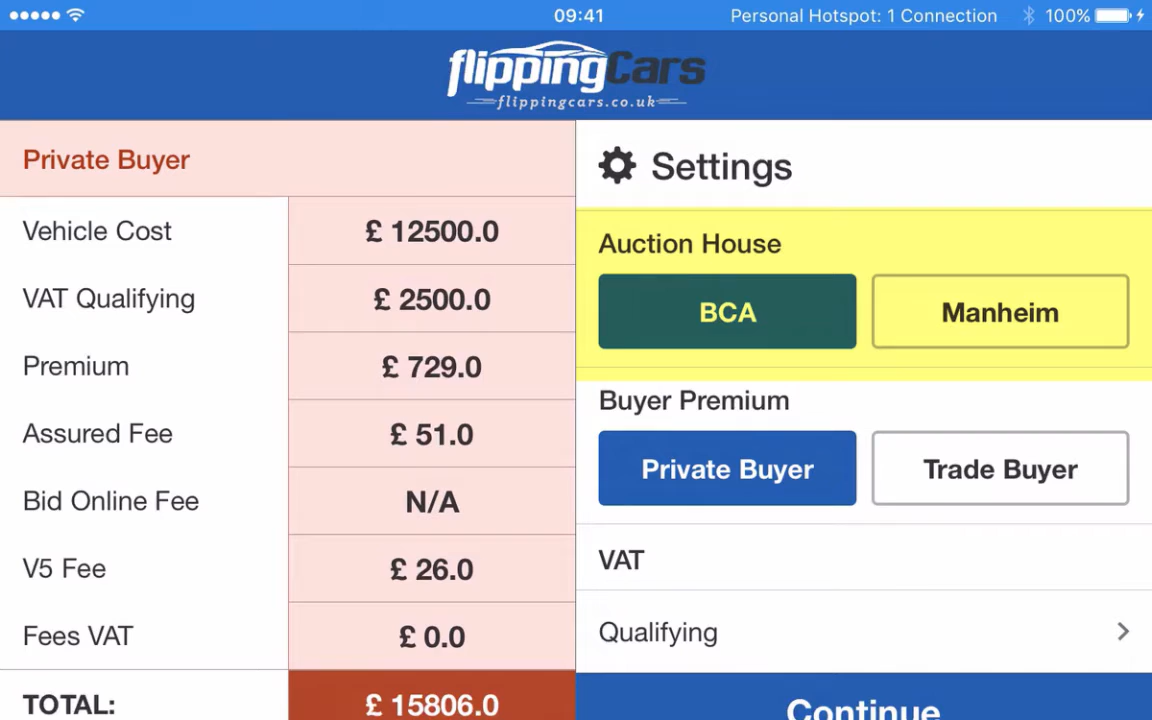 09:41
Personal Hotspot: 1 Connection
100%
flippingCars
flippingcars.co.uk
Private Buyer
Vehicle Cost
£ 12500.0
VAT Qualifying
£ 2500.0
Premium
£ 729.0
Assured Fee
£ 51.0
Bid Online Fee
N/A
V5 Fee
£ 26.0
Fees VAT
£ 0.0
TOTAL:
£ 15806.0
Settings
Auction House
BCA
Manheim
Buyer Premium
Private Buyer
Trade Buyer
VAT
Qualifying
Continue